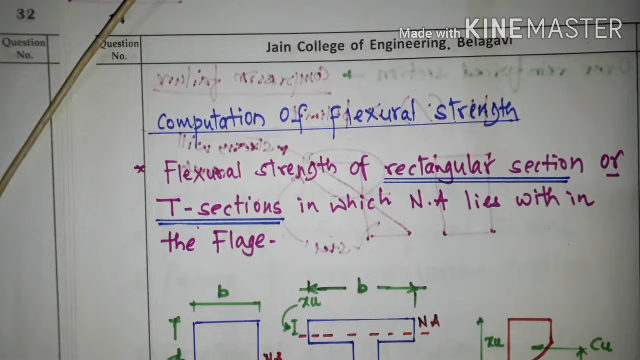 32
Made with KINEMASTER
Question No.
Question No.
Jain College of Engineering, Belagavi
Computation Of Flexural strength
* Flexural strength of rectangular section or
T-sections in which N.A lies with in
the Flage-
b
xu
b
I
NA
d
NA
xu
Cu